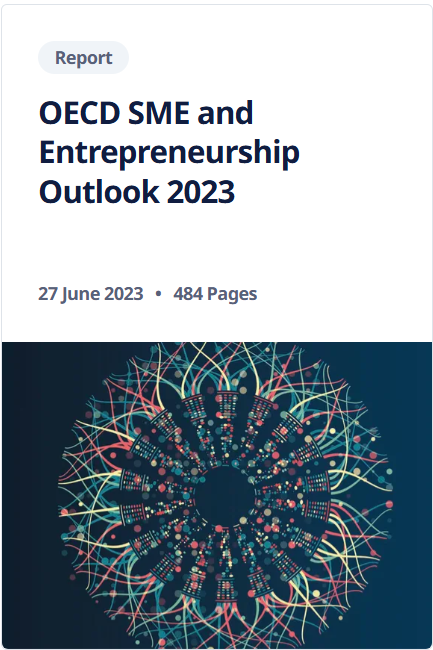 Report
OECD SME and
Entrepreneurship
Outlook 2023
27 June 2023 • 484 Pages